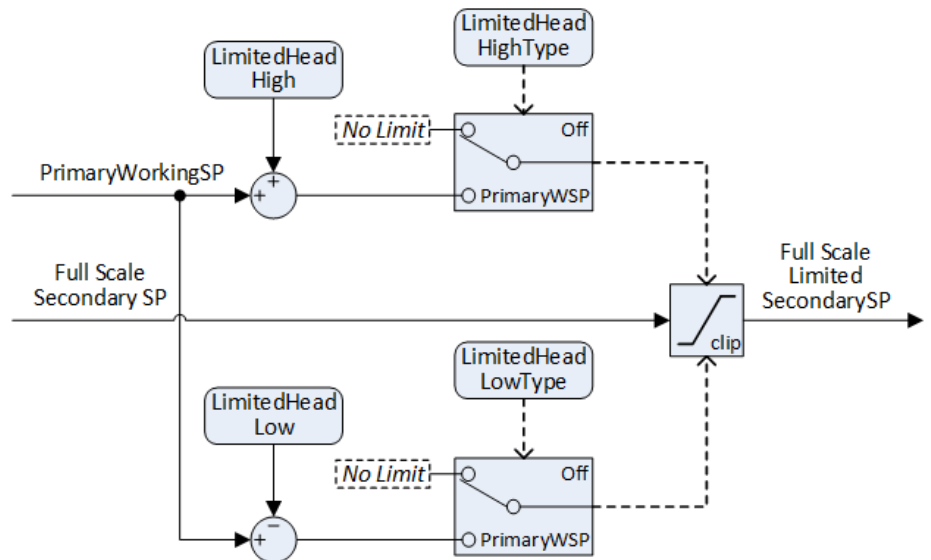 LimitedHead
High
LimitedHead
HighType
No Limit
Off
PrimaryWorkingSP
+
+
PrimaryWSP
Full Scale
Secondary SP
Full Scale
Limited
SecondarySP
clip
LimitedHead
Low
LimitedHead
LowType
No Limit
Off
−
+
PrimaryWSP